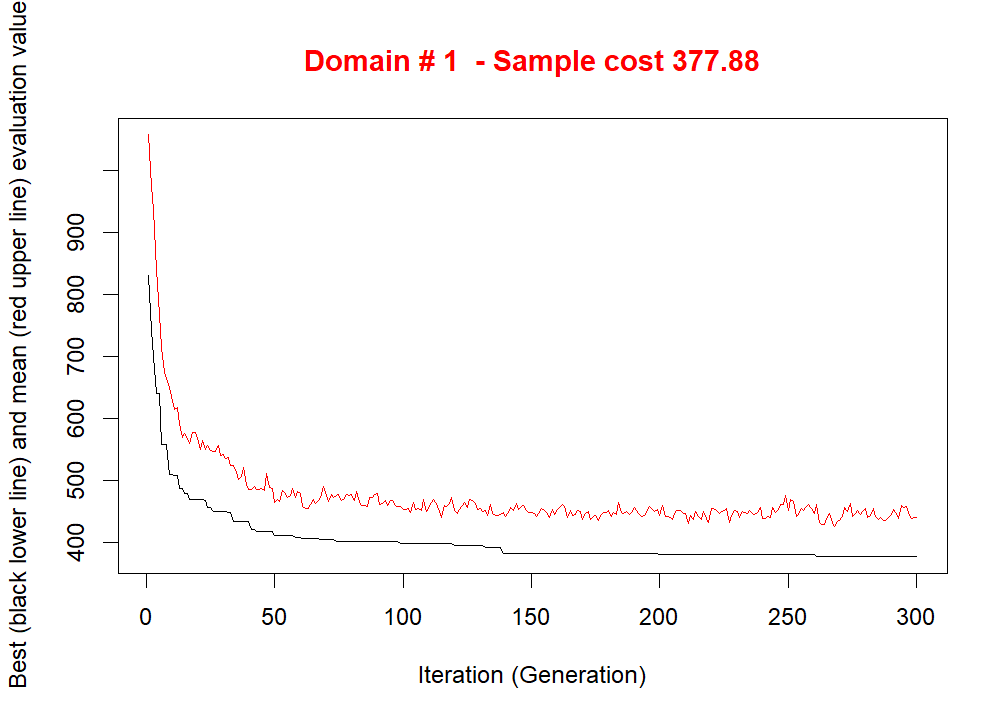 Domain # 1  - Sample cost 377.88
Best (black lower line) and mean (red upper line) evaluation value
900
800
700
600
500
400
0 50 100 150 200 250 300
Iteration (Generation)